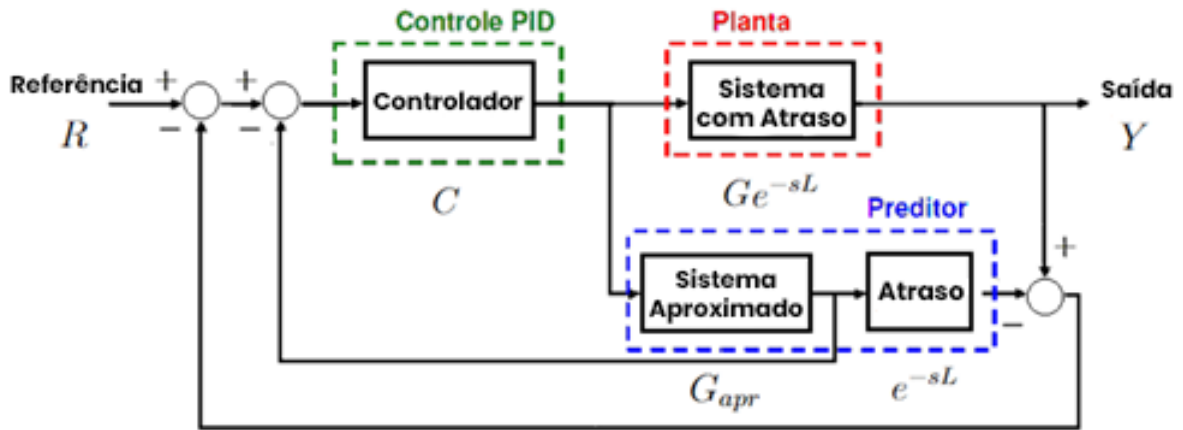 Controle PID
Planta
Referência
+
+
Controlador
Sistema
com Atraso
Saída
R
−
−
Y
C
Ge^{-sL}
Preditor
Sistema
Aproximado
Atraso
+
−
G_{apr}
e^{-sL}